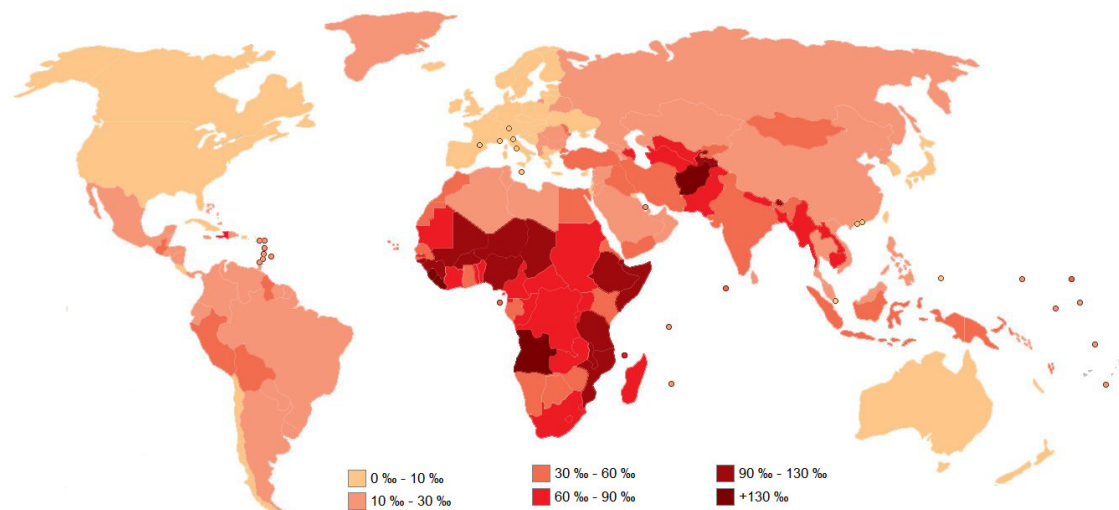 0 ‰ - 10 ‰
10 ‰ - 30 ‰
30 ‰ - 60 ‰
60 ‰ - 90 ‰
90 ‰ - 130 ‰
+130 ‰